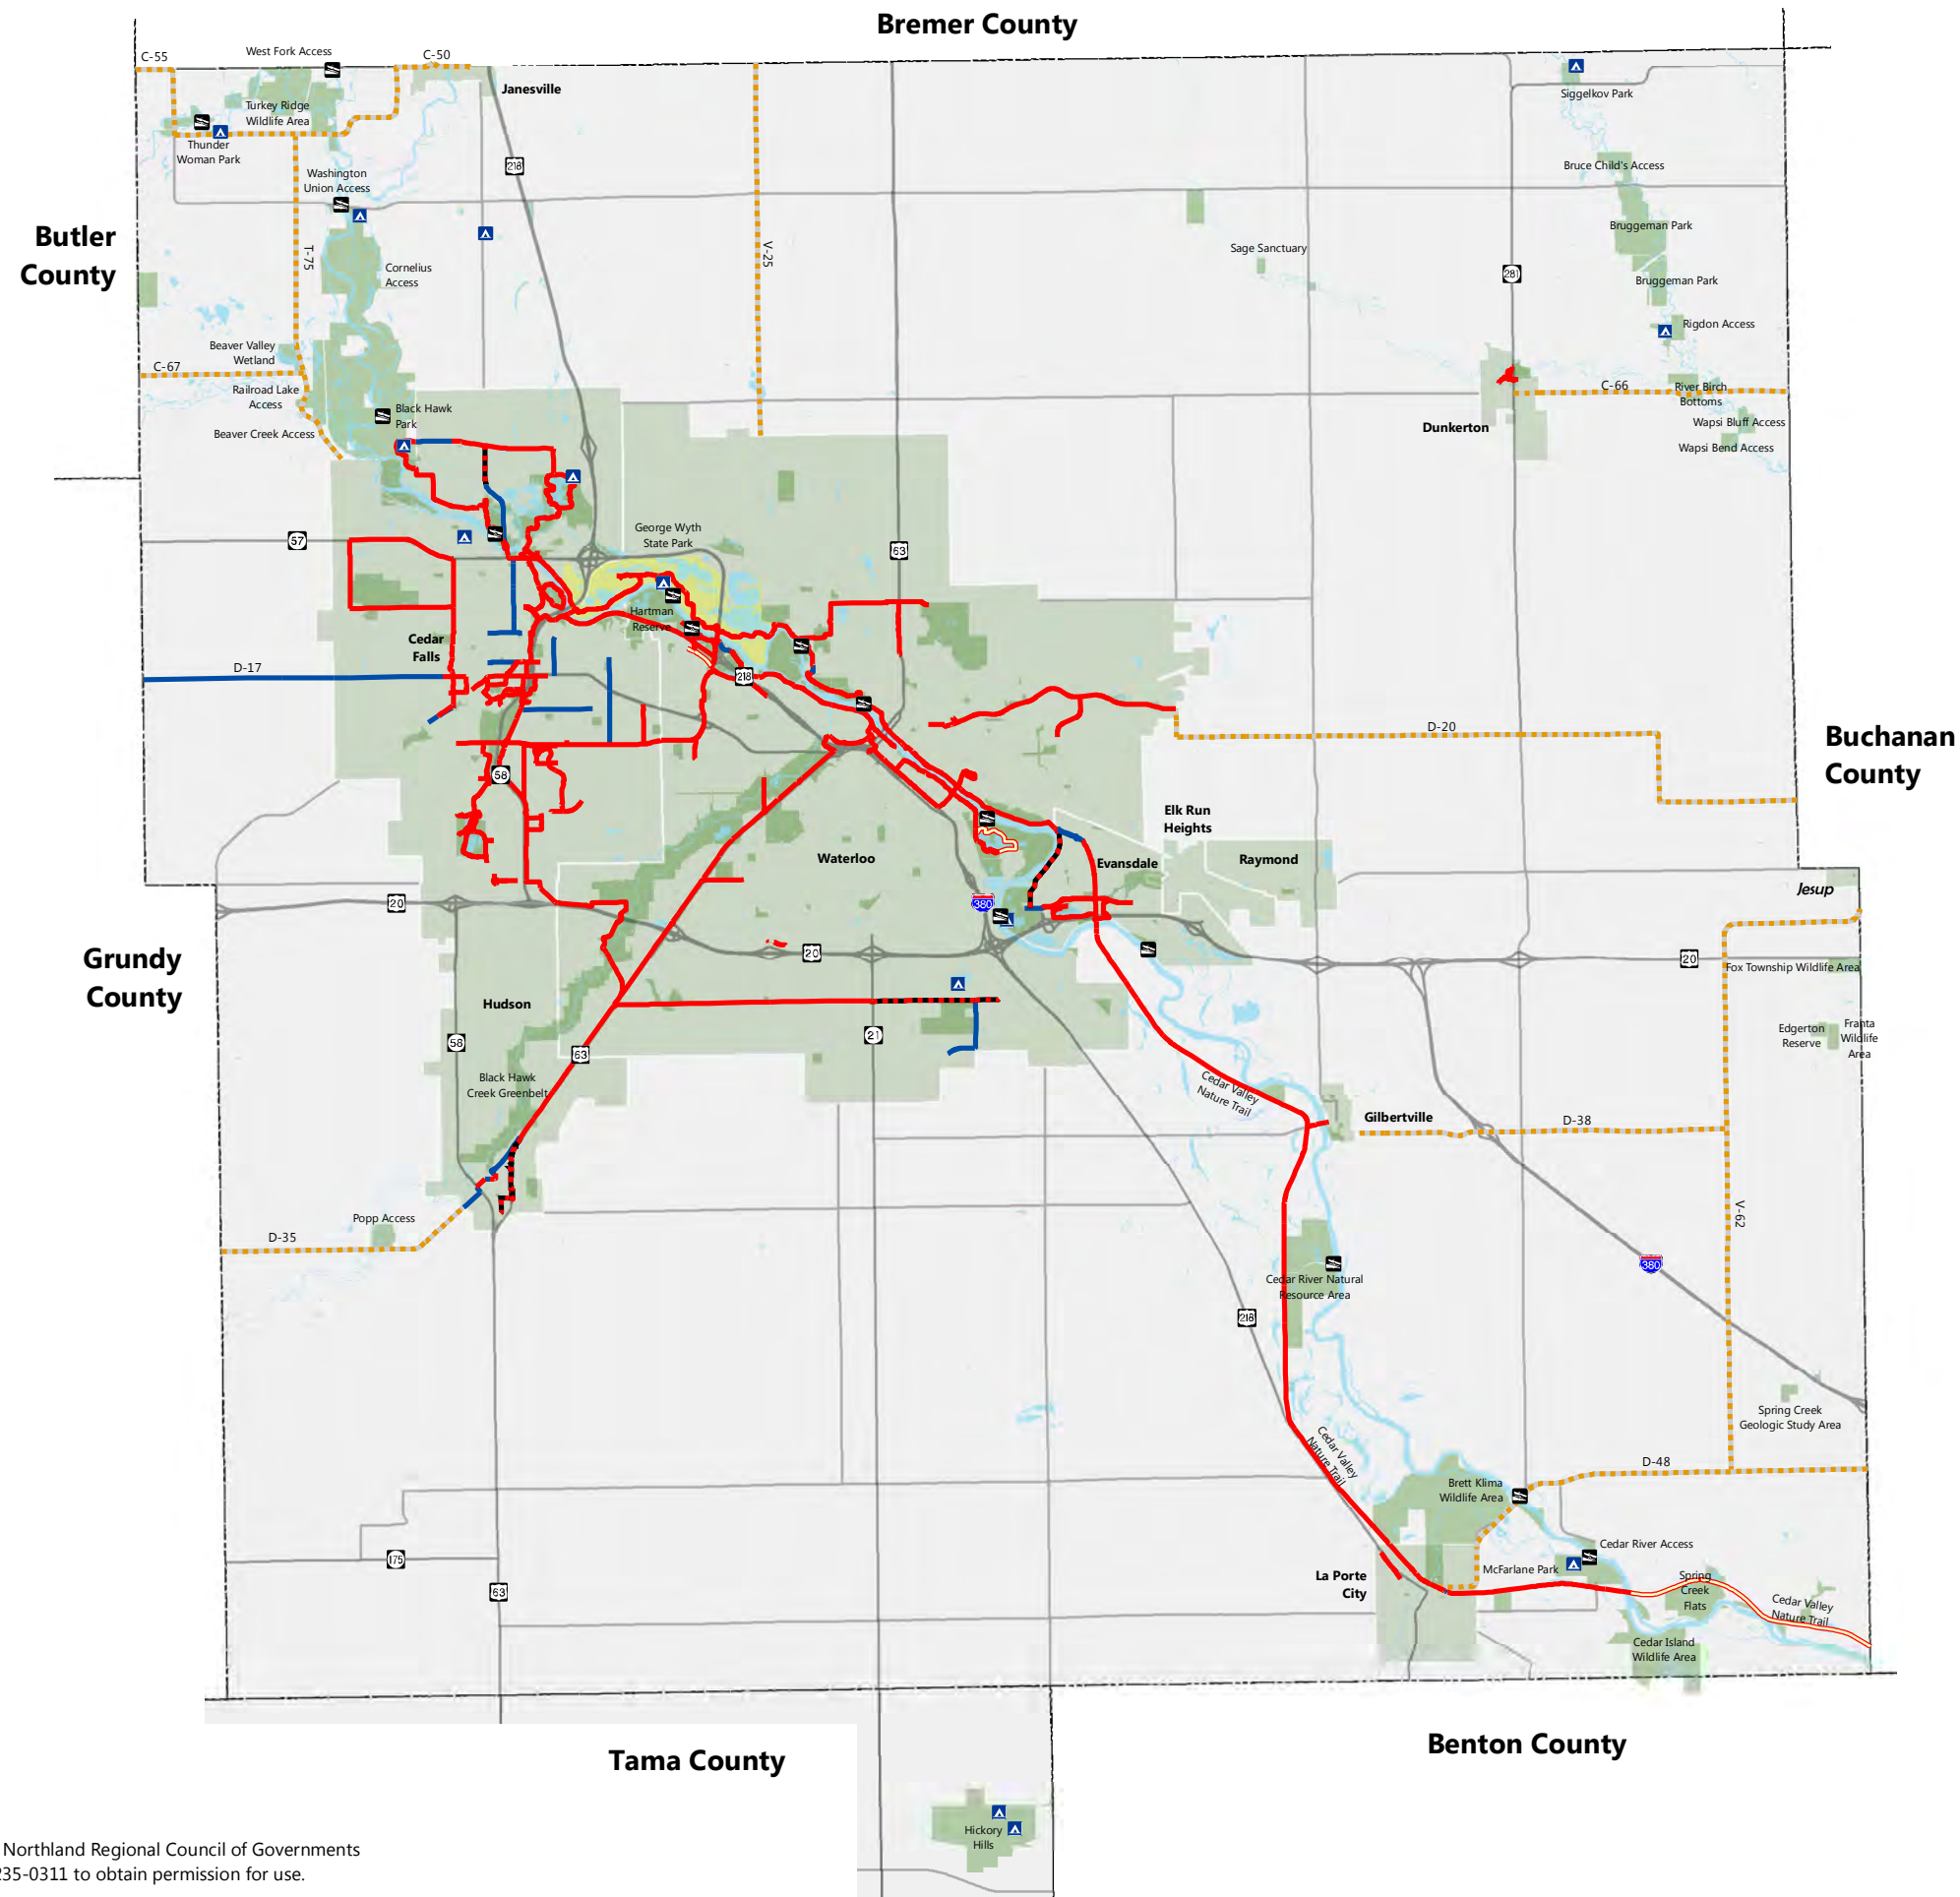 Bremer County
C-55
West Fork Access
C-50
Janesville
Siggelkov Park
Turkey Ridge
Wildlife Area
Thunder
Woman Park
218
Bruce Child's Access
Washington
Union Access
Butler
County
T-75
V-25
Cornelius
Access
Sage Sanctuary
Bruggeman Park
281
Bruggeman Park
Rigdon Access
Beaver Valley
Wetland
C-67
Railroad Lake
Access
Black Hawk
Park
Beaver Creek Access
C-66
River Birch
Bottoms
Dunkerton
Wapsi Bluff Access
Wapsi Bend Access
57
George Wyth
State Park
63
Hartman
Reserve
Cedar
Falls
D-17
218
D-20
Buchanan
County
58
Elk Run
Heights
Waterloo
Evansdale
Raymond
Jesup
20
380
20
20
Fox Township Wildlife Area
Grundy
County
Hudson
58
63
21
Edgerton
Reserve
Franta
Wildlife
Area
Black Hawk
Creek Greenbelt
Cedar Valley
Nature Trail
Gilbertville
D-38
Popp Access
D-35
V-62
Cedar River Natural
Resource Area
380
218
Spring Creek
Geologic Study Area
Cedar Valley
Nature Trail
D-48
Brett Klima
Wildlife Area
Cedar River Access
175
63
La Porte
City
McFarlane Park
Spring
Creek
Flats
Cedar Valley
Nature Trail
Cedar Island
Wildlife Area
Tama County
Benton County
Hickory
Hills
Northland Regional Council of Governments
235-0311 to obtain permission for use.